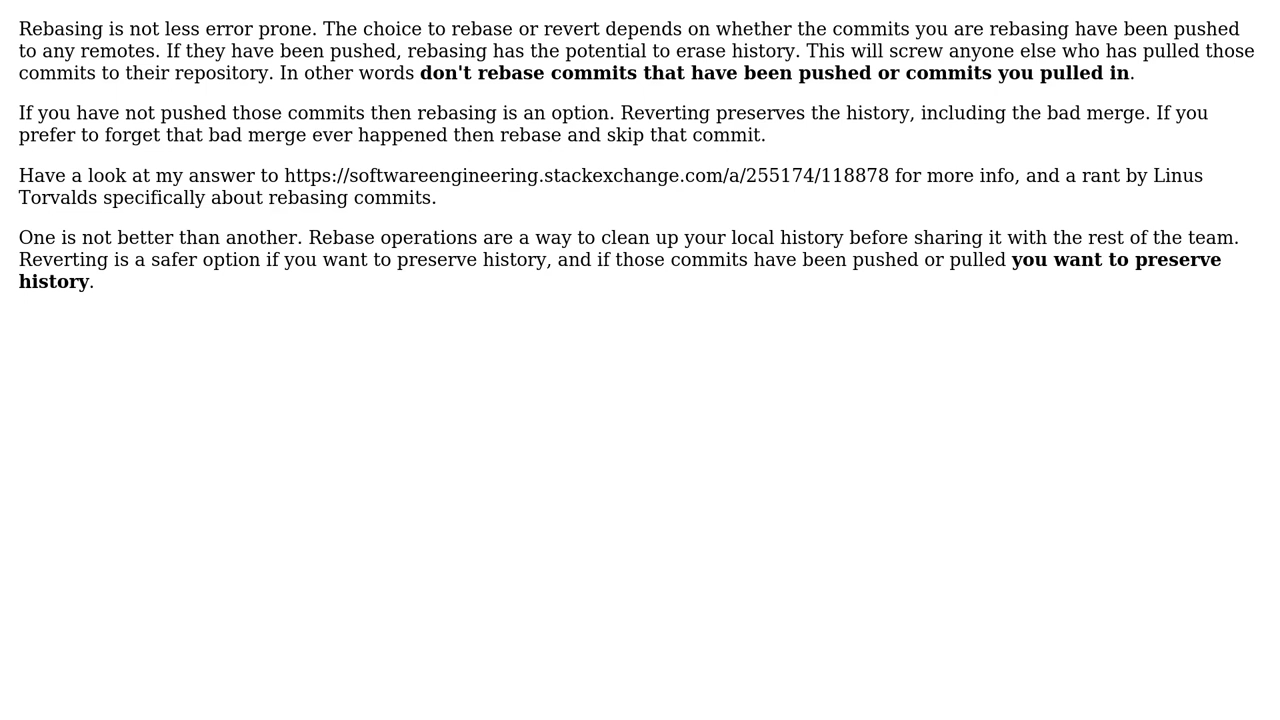 Rebasing is not less error prone. The choice to rebase or revert depends on whether the commits you are rebasing have been pushed
to any remotes. If they have been pushed, rebasing has the potential to erase history. This will screw anyone else who has pulled those
commits to their repository. In other words don't rebase commits that have been pushed or commits you pulled in.
If you have not pushed those commits then rebasing is an option. Reverting preserves the history, including the bad merge. If you
prefer to forget that bad merge ever happened then rebase and skip that commit.
Have a look at my answer to https://softwareengineering.stackexchange.com/a/255174/118878 for more info, and a rant by Linus
Torvalds specifically about rebasing commits.
One is not better than another. Rebase operations are a way to clean up your local history before sharing it with the rest of the team.
Reverting is a safer option if you want to preserve history, and if those commits have been pushed or pulled you want to preserve
history.